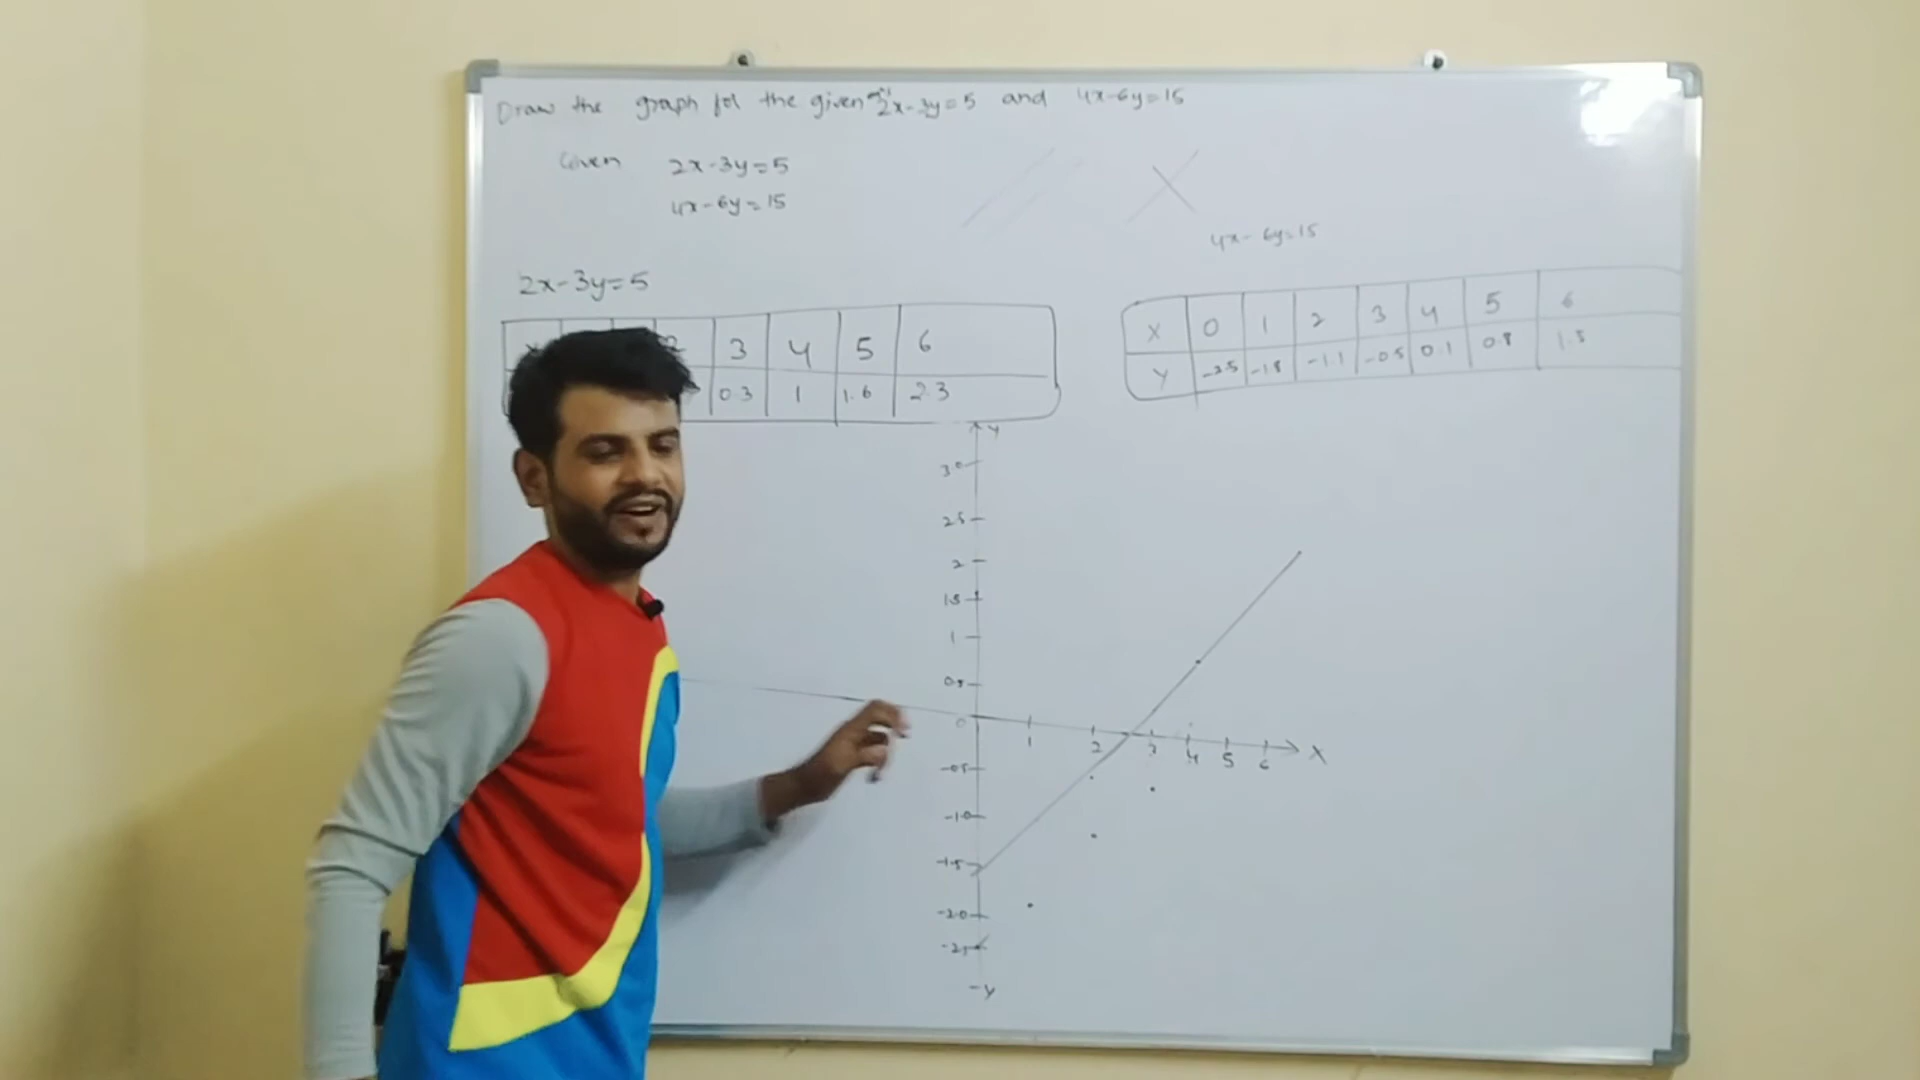 Draw the graph for the given 2x-3y=5 and 4x-6y=15
Given 2x-3y=5
4x-6y=15
4x-6y=15
2x-3y=5
X 0 1 2 3 4 5 6
Y -2.5 -1.8 -1.1 -0.5 0.1 0.8 1.5
2 3 4 5 6
0.3 1 1.6 2.3
Y
3.0
2.5
2
1.5
1
0.5
0
1 2 3 4 5 6 X
-0.5
-1.0
-1.5
-2.0
-2.5
-Y